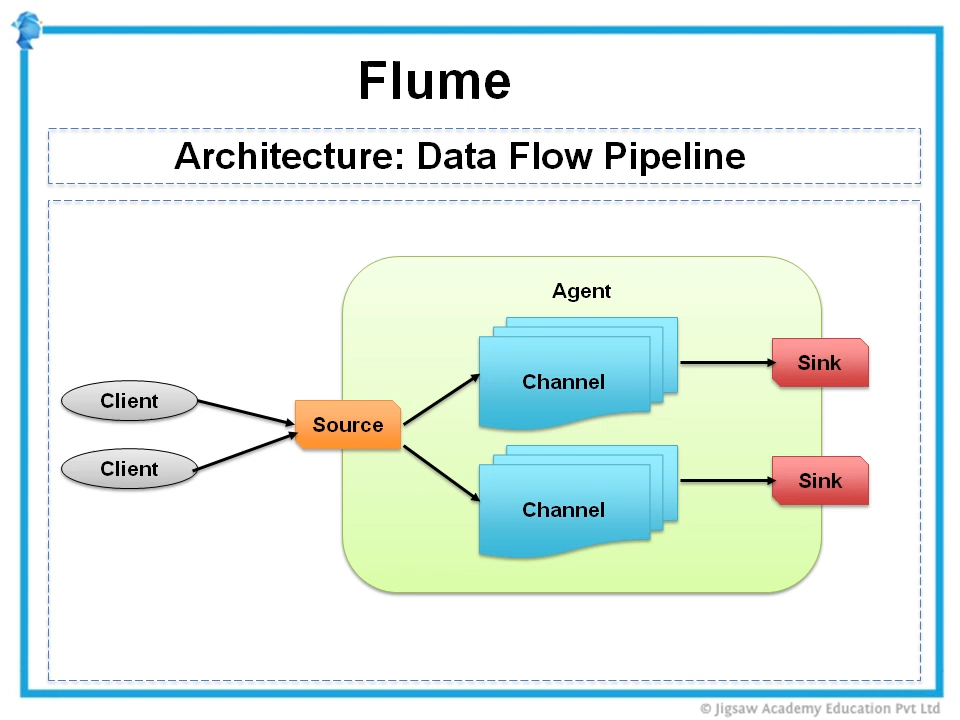 Flume
Architecture: Data Flow Pipeline
Agent
Channel
Sink
Client
Source
Client
Channel
Sink
© Jigsaw Academy Education Pvt Ltd